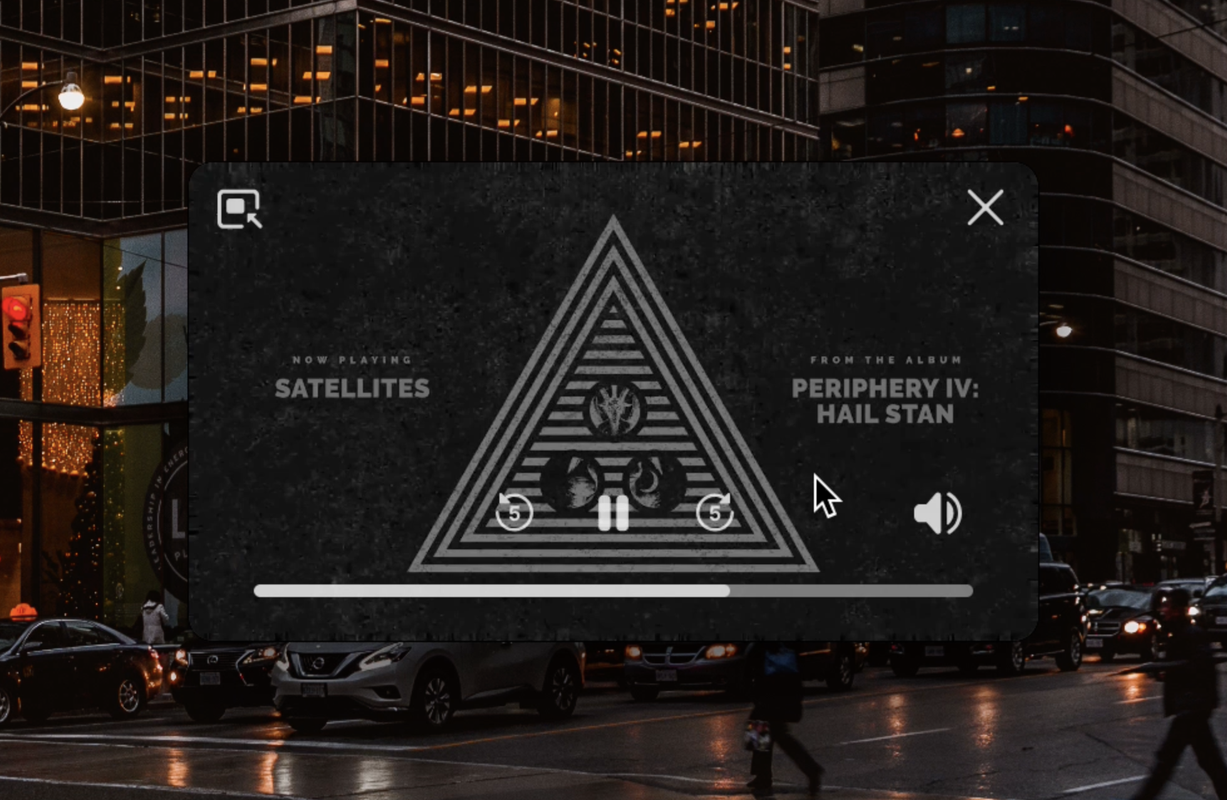 NOW PLAYING
SATELLITES
FROM THE ALBUM
PERIPHERY IV:
HAIL STAN
5
5